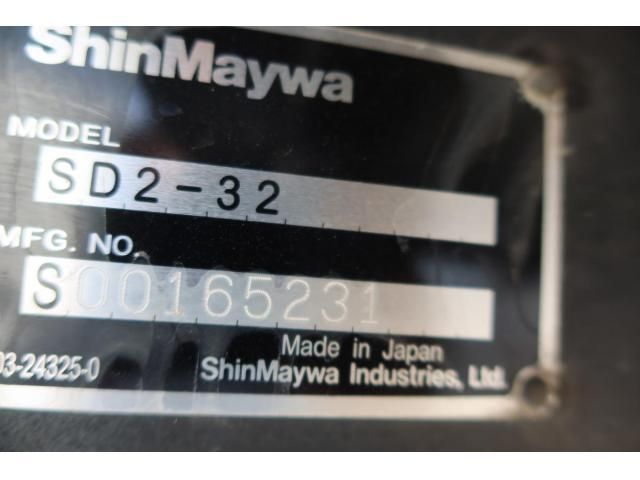 ShinMaywa
MODEL
SD2-32
MFG. NO.
S00165231
Made in Japan
03-24325-0
ShinMaywa Industries, Ltd.